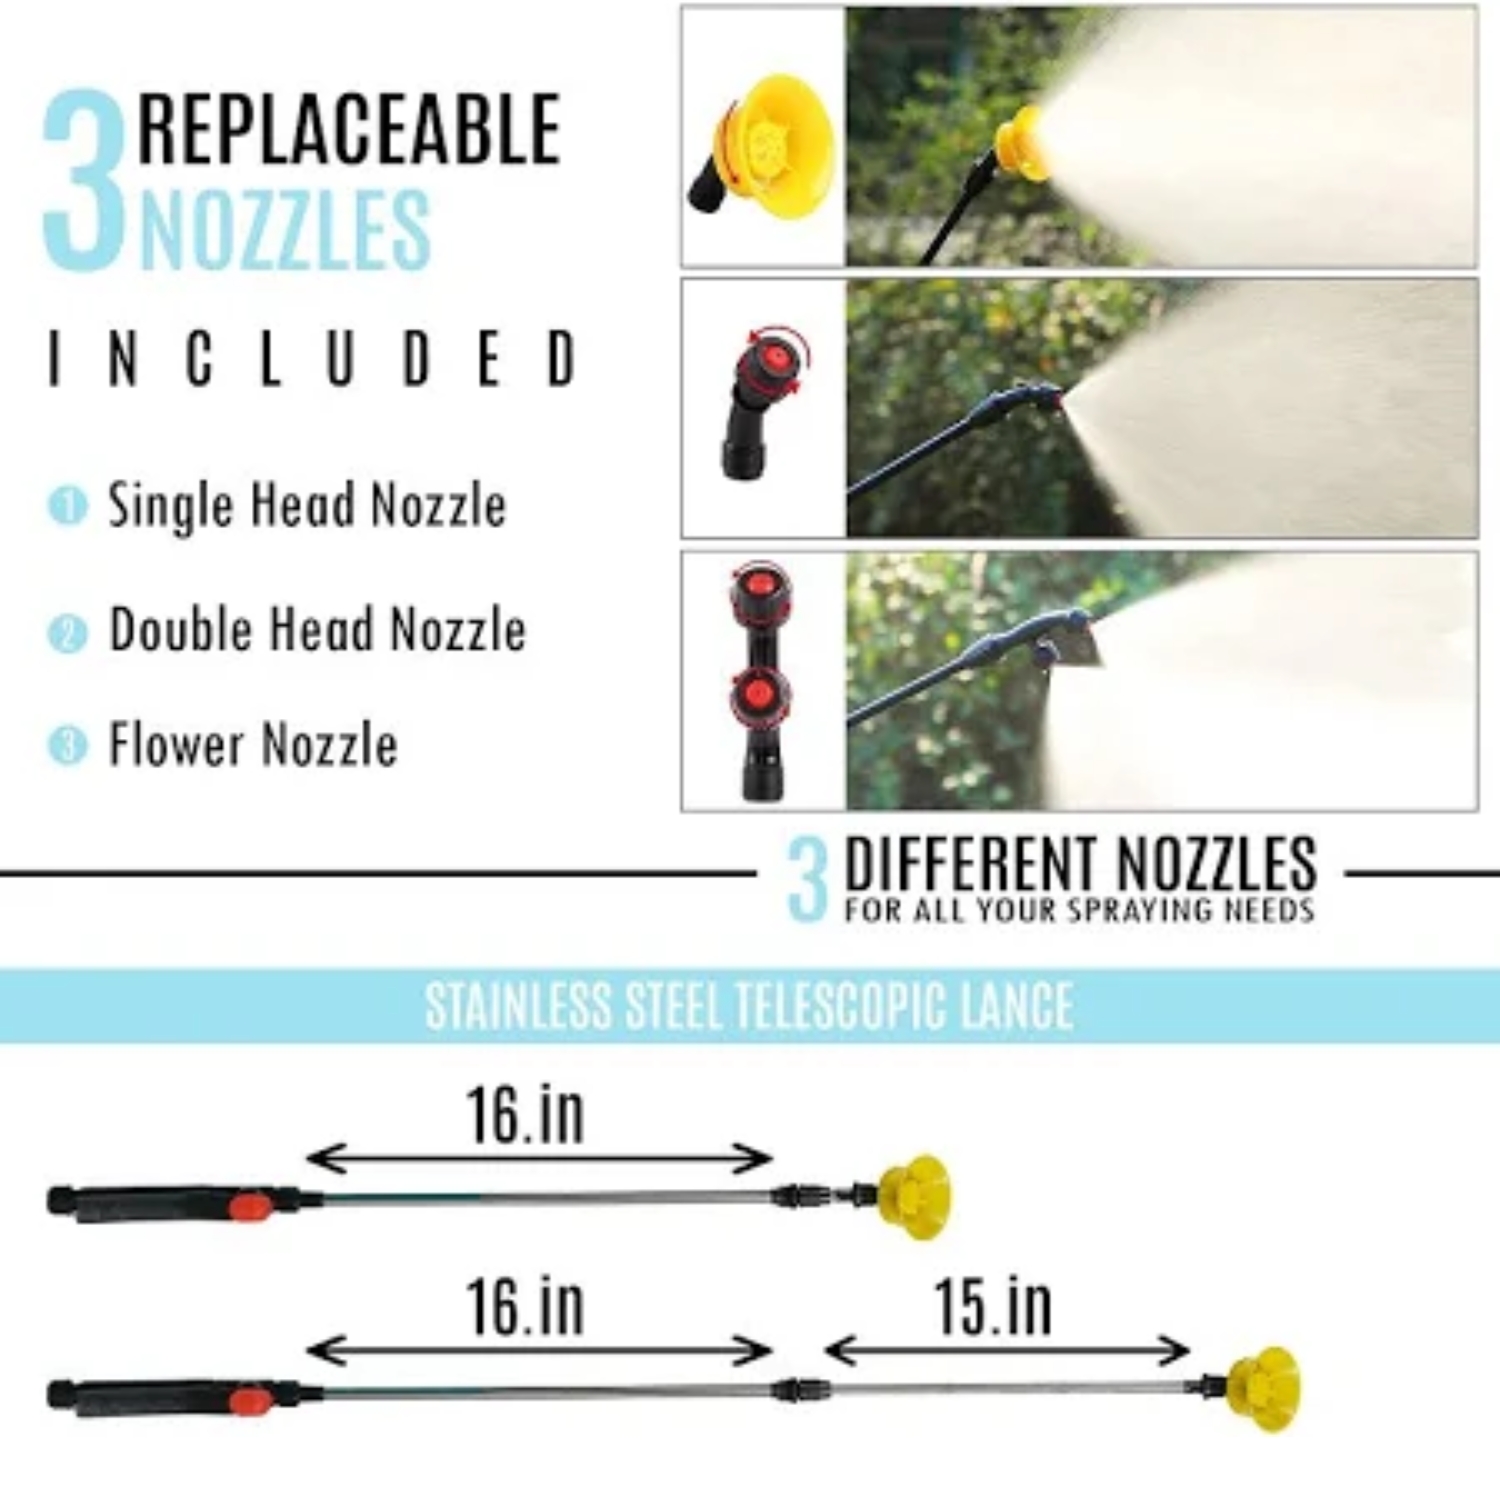 3 REPLACEABLE
NOZZLES
INCLUDED
1 Single Head Nozzle
2 Double Head Nozzle
3 Flower Nozzle
3 DIFFERENT NOZZLES
FOR ALL YOUR SPRAYING NEEDS
STAINLESS STEEL TELESCOPIC LANCE
16.in
16.in 15.in